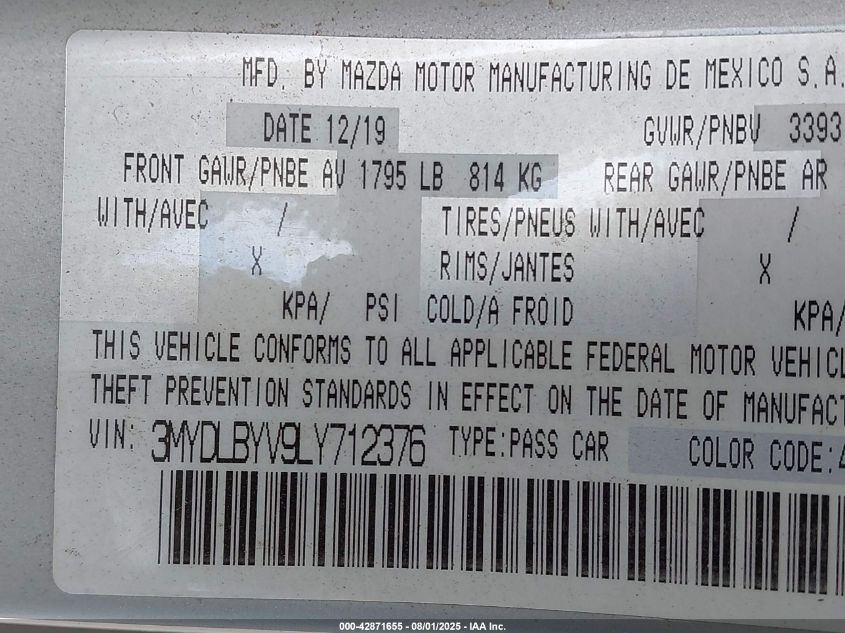 MFD. BY MAZDA MOTOR MANUFACTURING DE MEXICO S.A.
DATE 12/19 GVWR/PNBV 3393
FRONT GAWR/PNBE AV 1795 LB 814 KG REAR GAWR/PNBE AR
WITH/AVEC / TIRES/PNEUS WITH/AVEC /
X RIMS/JANTES X
KPA/ PSI COLD/A FROID KPA/
THIS VEHICLE CONFORMS TO ALL APPLICABLE FEDERAL MOTOR VEHICL
THEFT PREVENTION STANDARDS IN EFFECT ON THE DATE OF MANUFACT
VIN: 3MYDLBYV9LY712376 TYPE:PASS CAR COLOR CODE:4
000-42871655 - 08/01/2025 - IAA Inc.